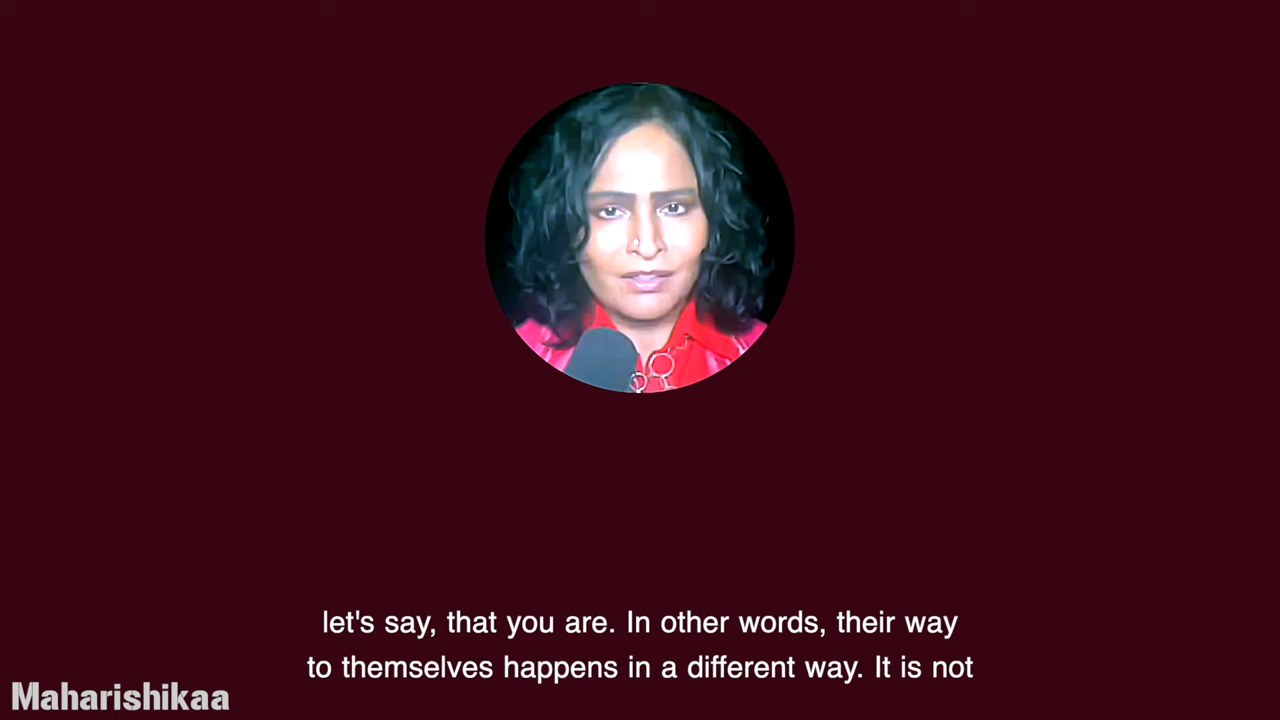 let's say, that you are. In other words, their way
to themselves happens in a different way. It is not
Maharishikaa